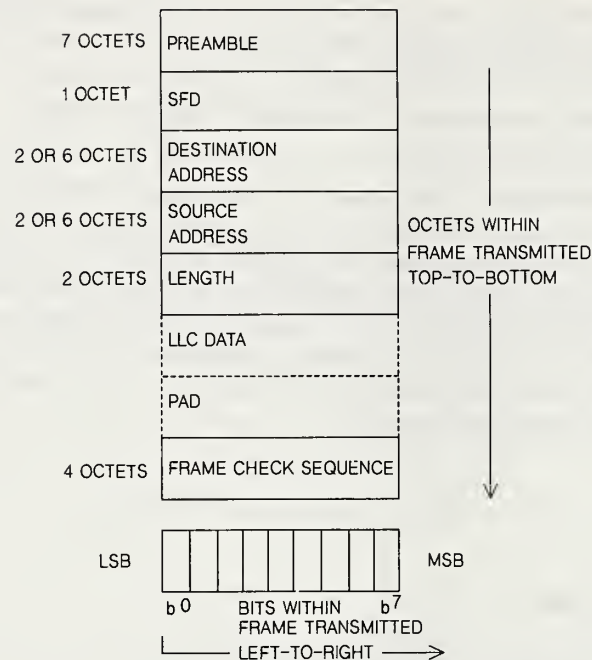 7 OCTETS PREAMBLE
1 OCTET SFD
2 OR 6 OCTETS DESTINATION
ADDRESS
2 OR 6 OCTETS SOURCE
ADDRESS
OCTETS WITHIN
FRAME TRANSMITTED
TOP-TO-BOTTOM
2 OCTETS LENGTH
LLC DATA
PAD
4 OCTETS FRAME CHECK SEQUENCE
LSB MSB
b0 BITS WITHIN b7
FRAME TRANSMITTED
LEFT-TO-RIGHT